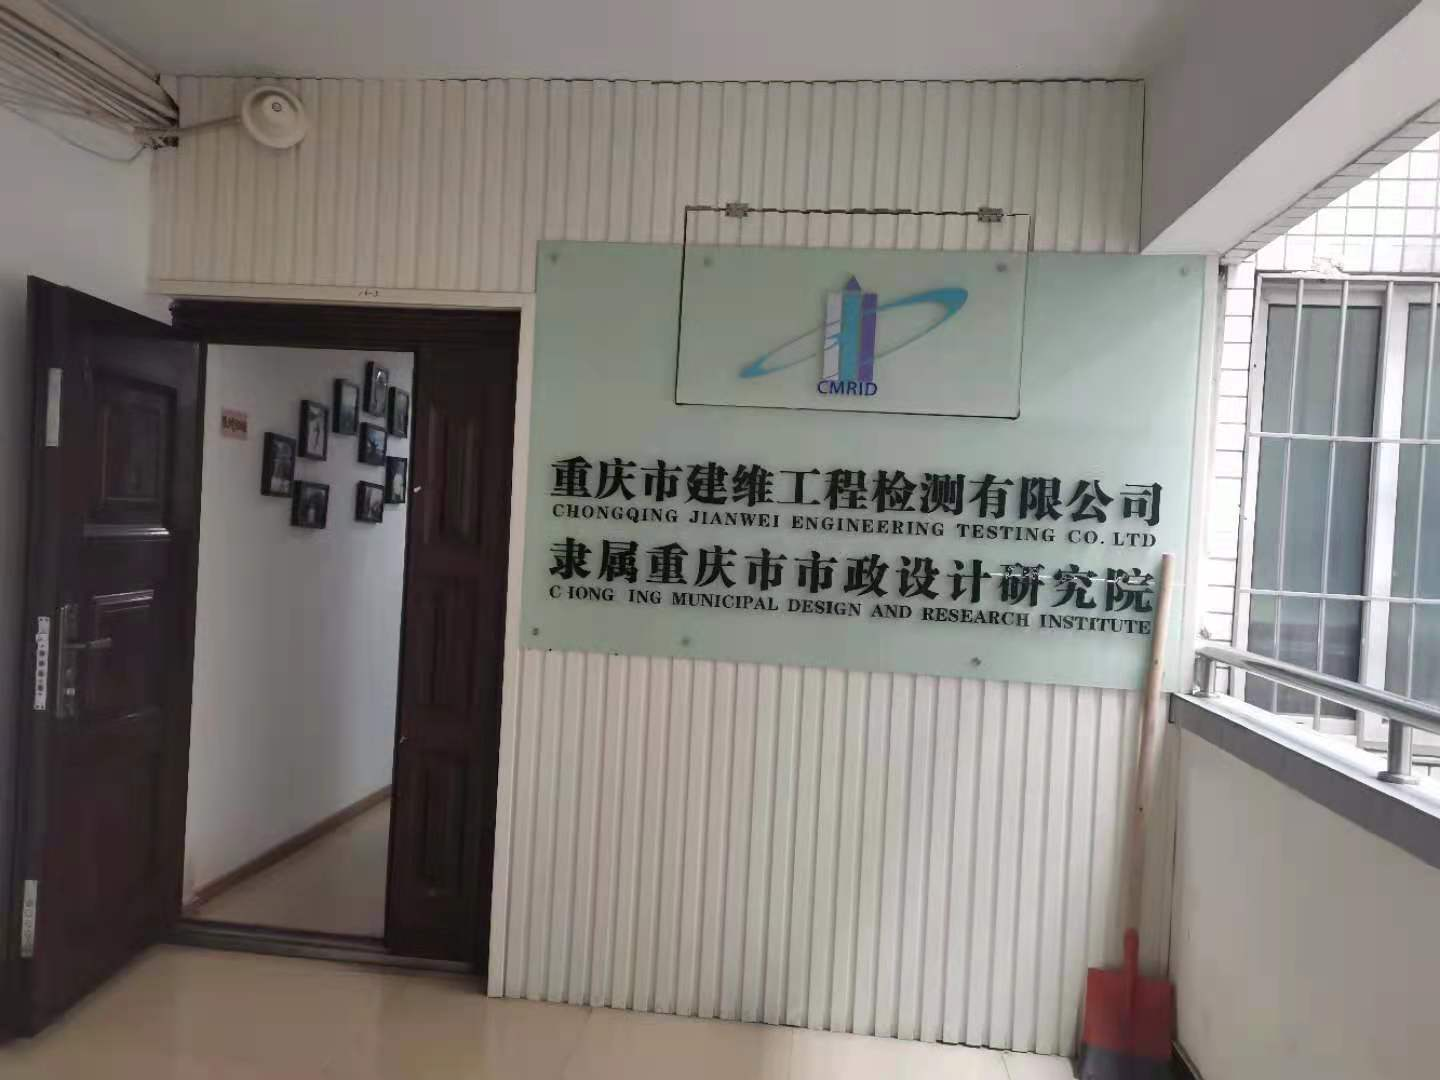 CMRID
重庆市建维工程检测有限公司
CHONGQING JIANWEI ENGINEERING TESTING CO. LTD
隶属重庆市市政设计研究院
C IONG ING MUNICIPAL DESIGN AND RESEARCH INSTITUTE